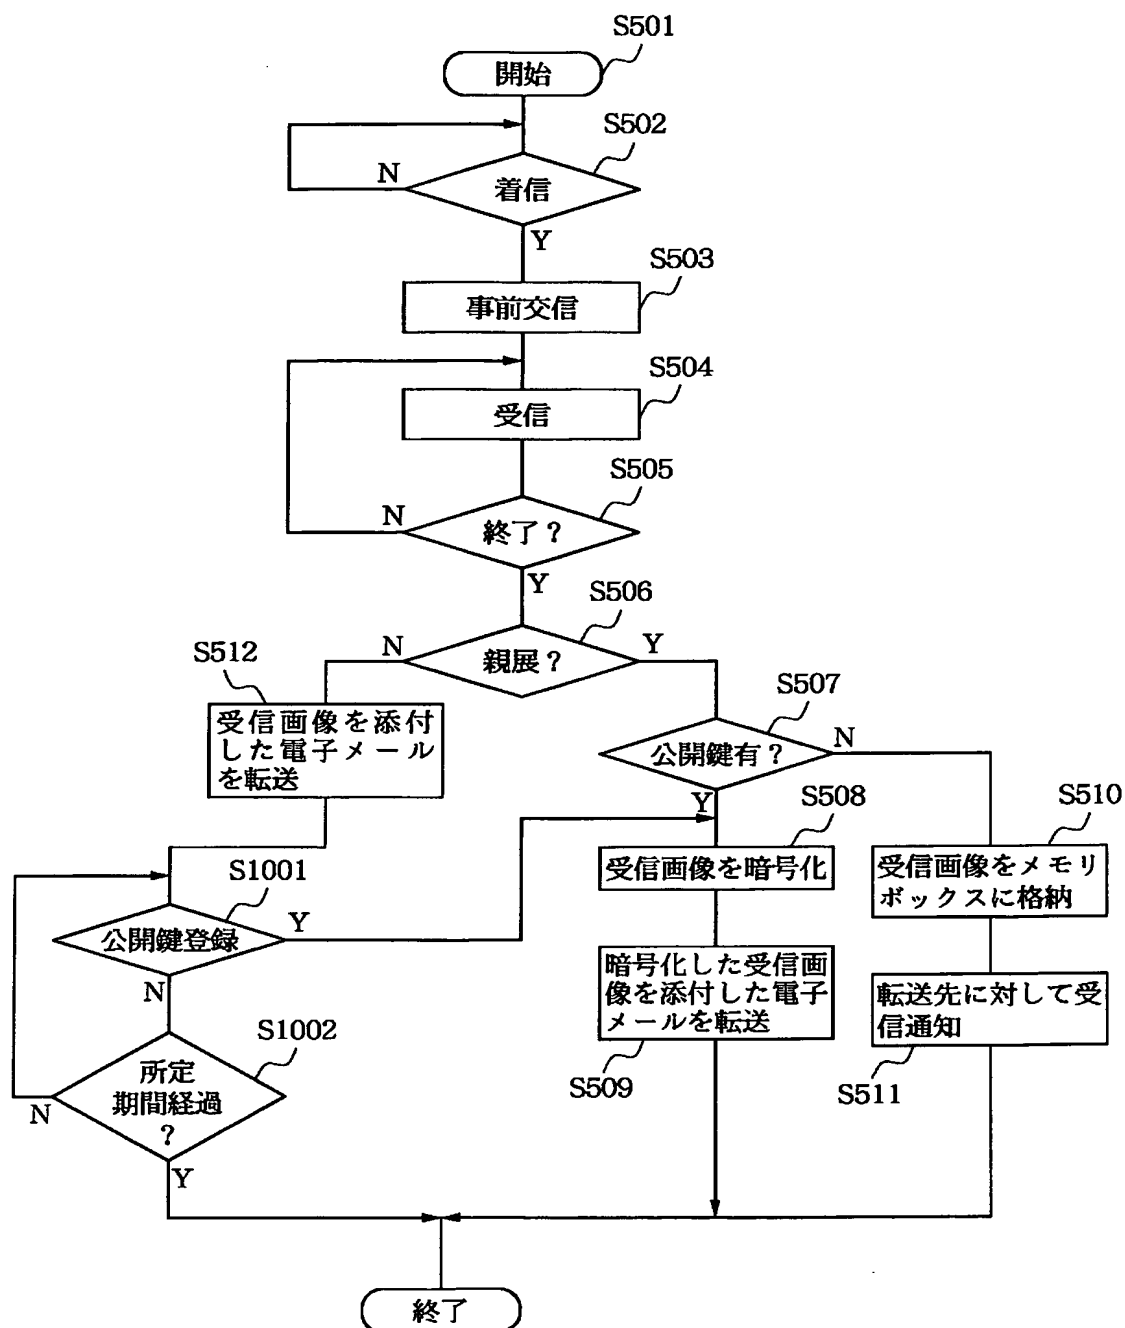 S501
開始
S502
着信
N
Y
S503
事前交信
S504
受信
S505
終了？
N
Y
S506
親展？
N
Y
S512
受信画像を添付
した電子メール
を転送
S507
公開鍵有？
N
Y
S508
受信画像を暗号化
S510
受信画像をメモリ
ボックスに格納
S1001
公開鍵登録
Y
N
暗号化した受信画
像を添付した電子
メールを転送
S509
転送先に対して受
信通知
S511
S1002
所定
期間経過
？
N
Y
終了